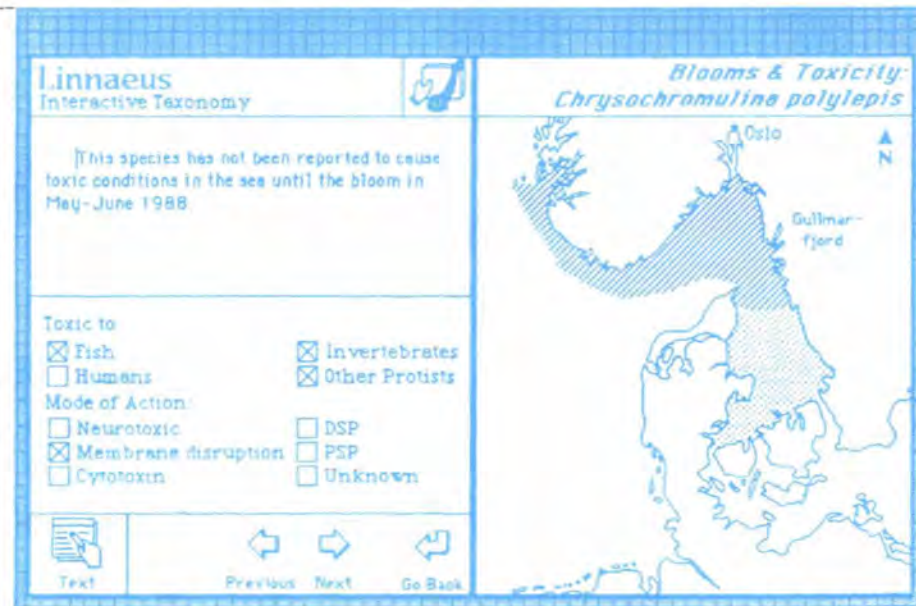 Linnaeus
Interactive Taxonomy
This species has not been reported to cause
toxic conditions in the sea until the bloom in
May-June 1988.
Toxic to
Fish
Invertebrates
Humans
Other Protists
Mode of Action:
Neurotoxic
DSP
Membrane disruption
PSP
Cytotoxin
Unknown
Text
Previous
Next
Go Back
Blooms & Toxicity:
Chrysochromulina polylepis
Oslo
N
Gullmar-
fjord